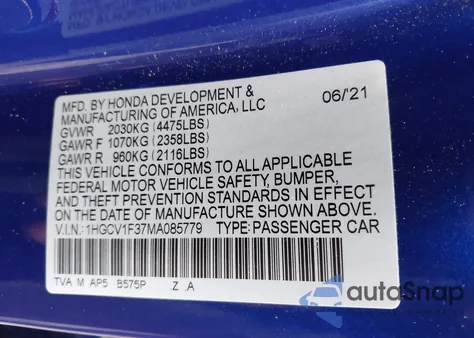 MFD. BY HONDA DEVELOPMENT &
MANUFACTURING OF AMERICA, LLC 06/'21
GVWR 2030KG (4475LBS)
GAWR F 1070KG (2358LBS)
GAWR R 960KG (2116LBS)
THIS VEHICLE CONFORMS TO ALL APPLICABLE
FEDERAL MOTOR VEHICLE SAFETY, BUMPER,
AND THEFT PREVENTION STANDARDS IN EFFECT
ON THE DATE OF MANUFACTURE SHOWN ABOVE.
V.I.N.: 1HGCV1F37MA085779 TYPE: PASSENGER CAR
TVA M AP5 B575P .Z .A
autoSnap